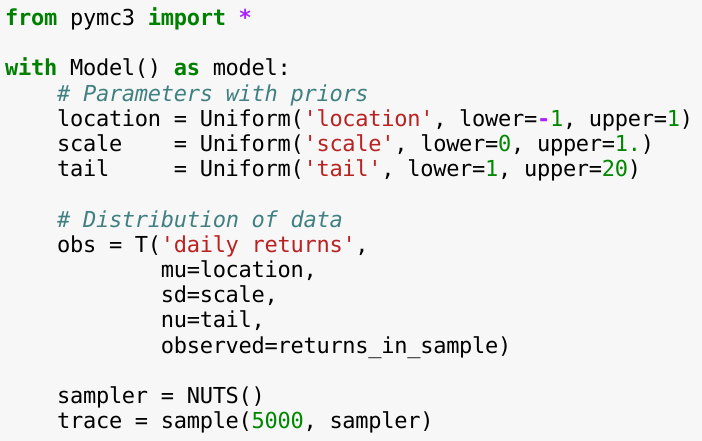 from pymc3 import *
with Model() as model:
    # Parameters with priors
    location = Uniform('location', lower=-1, upper=1)
    scale    = Uniform('scale', lower=0, upper=1.)
    tail     = Uniform('tail', lower=1, upper=20)
    # Distribution of data
    obs = T('daily returns',
            mu=location,
            sd=scale,
            nu=tail,
            observed=returns_in_sample)
    sampler = NUTS()
    trace = sample(5000, sampler)